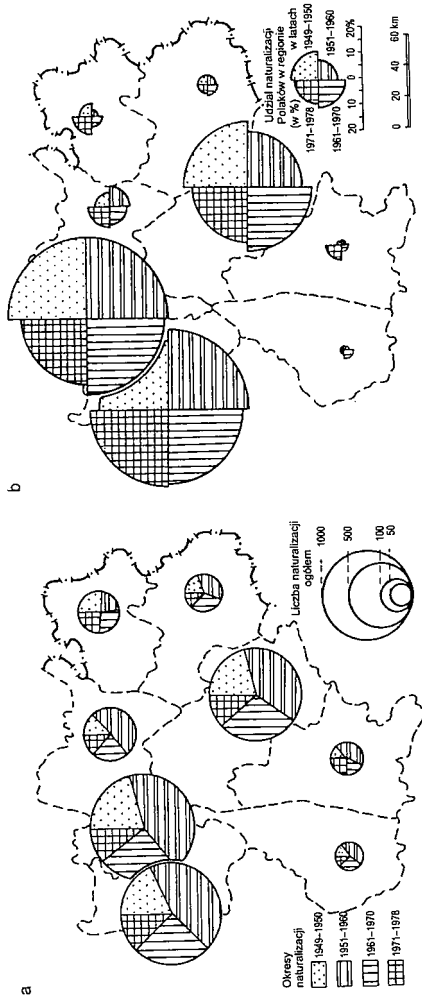 a
Okresy
naturalizacji
1949–1950
1951–1960
1961–1970
1971–1978
Liczba naturalizacji
ogółem
1000
500
100
50
b
Udział naturalizacji
Polaków w regionie
(w %)
w latach
1971–1978
1949–1950
1961–1970
1951–1960
20
10
0
10
20%
0
20
40
60 km